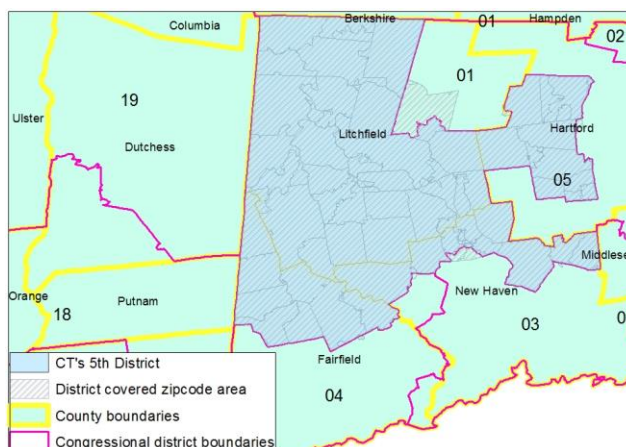 Columbia
Berkshire
01
Hampden
02
01
19
Ulster
Litchfield
Hartford
Dutchess
05
Middlese
Orange
Putnam
New Haven
18
03
0
Fairfield
04
CT's 5th District
District covered zipcode area
County boundaries
Congressional district boundaries